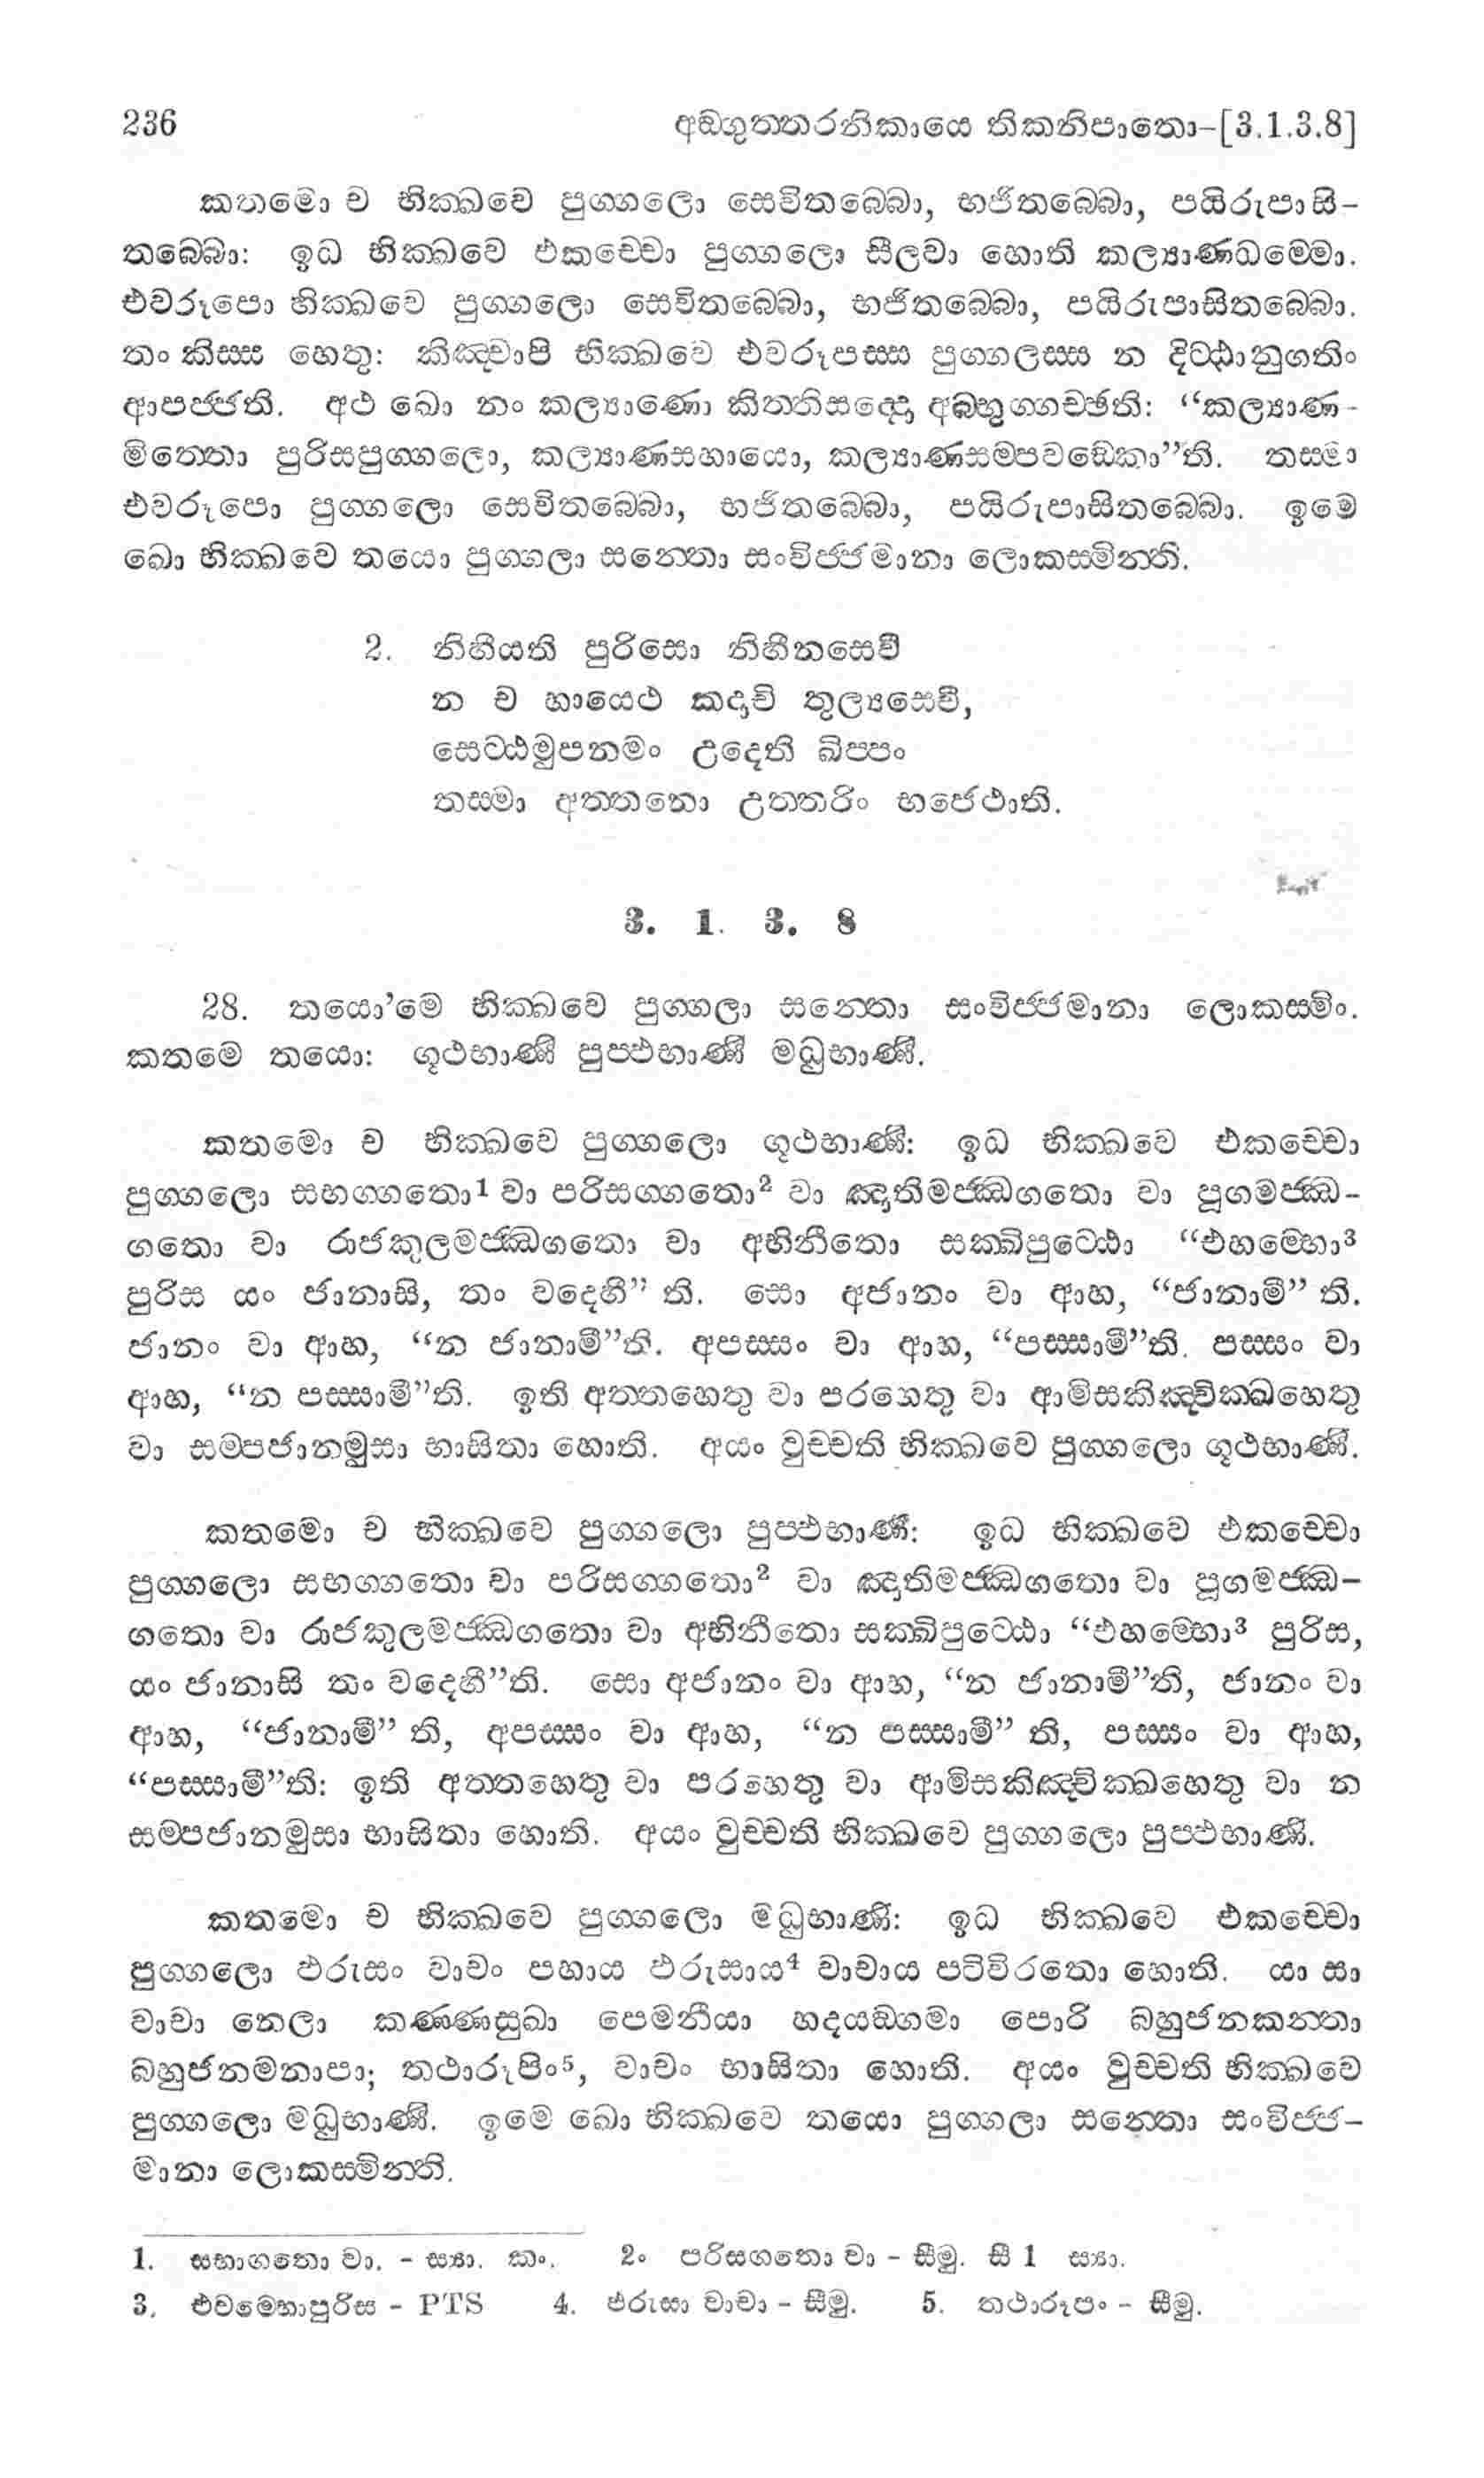 236 අඞ්ගුත්තරනිකායෙ තිකනිපාතො–[3.1.3.8]
කතමො ච භික්ඛවෙ පුග්ගලො සෙවිතබ්බො, භජිතබ්බො, පයිරුපාසි–
තබ්බො: ඉධ භික්ඛවෙ එකච්චො පුග්ගලො සීලවා හොති කල්‍යාණධම්මො.
එවරූපො භික්ඛවෙ පුග්ගලො සෙවිතබ්බො, භජිතබ්බො, පයිරුපාසිතබ්බො.
තං කිස්ස හෙතු: කිඤ්චාපි භික්ඛවෙ එවරූපස්ස පුග්ගලස්ස න දිට්ඨානුගතිං
ආපජ්ජති. අථ ඛො නං කල්‍යාණො කිත්තිසද්දො අබ්භුග්ගච්ඡති: “කල්‍යාණ-
මිත්තො පුරිසපුග්ගලො, කල්‍යාණසහායො, කල්‍යාණසම්පවඞ්කො”ති. තස්මා
එවරූපො පුග්ගලො සෙවිතබ්බො, භජිතබ්බො, පයිරුපාසිතබ්බො. ඉමෙ
ඛො භික්ඛවෙ තයො පුග්ගලා සන්තො සංවිජ්ජමානා ලොකස්මින්ති.
2. නිහීයති පුරිසො නිහීනසෙවී
න ච හායෙථ කදාචි තුල්‍යසෙවී,
සෙට්ඨමුපනමං උදෙති ඛිප්පං
තස්මා අත්තනො උත්තරිං භජෙථාති.
3. 1. 3. 8
28. තයො’මෙ භික්ඛවෙ පුග්ගලා සන්තො සංවිජ්ජමානා ලොකස්මිං.
කතමෙ තයො: ගූථභාණී පුප්ඵභාණී මධුභාණී.
කතමො ච භික්ඛවෙ පුග්ගලො ගූථභාණී: ඉධ භික්ඛවෙ එකච්චො
පුග්ගලො සභග්ගතො¹ වා පරිසග්ගතො² වා ඤාතිමජ්ඣගතො වා පූගමජ්ඣ–
ගතො වා රාජකුලමජ්ඣගතො වා අභිනීතො සක්ඛිපුට්ඨො “එහම්භො³
පුරිස යං ජානාසි, තං වදෙහී” ති. සො අජානං වා ආහ, “ජානාමී” ති.
ජානං වා ආහ, “න ජානාමී”ති. අපස්සං වා ආහ, “පස්සාමී”ති. පස්සං වා
ආහ, “න පස්සාමී”ති. ඉති අත්තහෙතු වා පරහෙතු වා ආමිසකිඤ්චික්ඛහෙතු
වා සම්පජානමුසා භාසිතා හොති. අයං වුච්චති භික්ඛවෙ පුග්ගලො ගූථභාණී.
කතමො ච භික්ඛවෙ පුග්ගලො පුප්ඵභාණී: ඉධ භික්ඛවෙ එකච්චො
පුග්ගලො සභග්ගතො වා පරිසග්ගතො² වා ඤාතිමජ්ඣගතො වා පූගමජ්ඣ–
ගතො වා රාජකුලමජ්ඣගතො වා අභිනීතො සක්ඛිපුට්ඨො “එහම්භො³ පුරිස,
යං ජානාසි තං වදෙහී”ති. සො අජානං වා ආහ, “න ජානාමී”ති, ජානං වා
ආහ, “ජානාමී” ති, අපස්සං වා ආහ, “න පස්සාමී” ති, පස්සං වා ආහ,
“පස්සාමී”ති: ඉති අත්තහෙතු වා පරහෙතු වා ආමිසකිඤ්චික්ඛහෙතු වා න
සම්පජානමුසා භාසිතා හොති. අයං වුච්චති භික්ඛවෙ පුග්ගලො පුප්ඵභාණී.
කතමො ච භික්ඛවෙ පුග්ගලො මධුභාණී: ඉධ භික්ඛවෙ එකච්චො
පුග්ගලො ඵරුසං වාචං පහාය ඵරුසාය⁴ වාචාය පටිවිරතො හොති. යා සා
වාචා නෙලා කණ්ණසුඛා පෙමනීයා හදයඞ්ගමා පොරි බහුජනකන්තා
බහුජනමනාපා; තථාරූපිං⁵, වාචං භාසිතා හොති. අයං වුච්චති භික්ඛවෙ
පුග්ගලො මධුභාණී. ඉමෙ ඛො භික්ඛවෙ තයො පුග්ගලා සන්තො සංවිජ්ජ–
මානා ලොකස්මින්ති.
1. සභාගතො වා. - ස්‍යා. කං. 2. පරිසගතො වා - සීමු. සී 1 ස්‍යා.
3. එවම්භොපුරිස - PTS 4. ඵරුසා වාචා - සීමු. 5. තථාරූපං - සීමු.